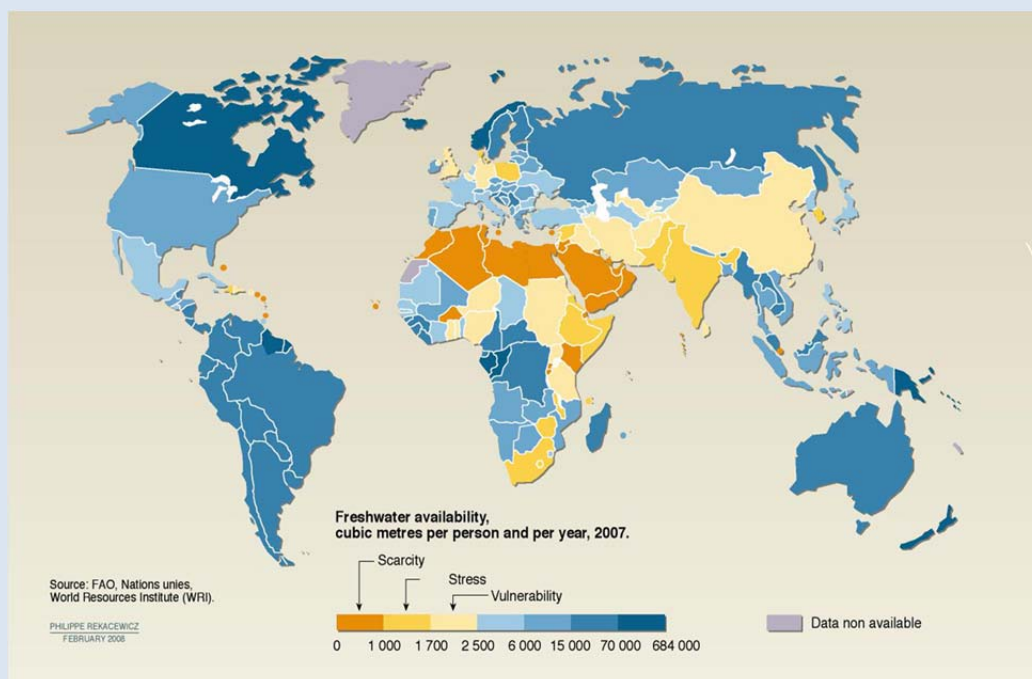 Freshwater availability,
cubic metres per person and per year, 2007.
Scarcity
Stress
Vulnerability
0 1 000 1 700 2 500 6 000 15 000 70 000 684 000
Data non available
Source: FAO, Nations unies,
World Resources Institute (WRI).
PHILIPPE REKACEWICZ
FEBRUARY 2008